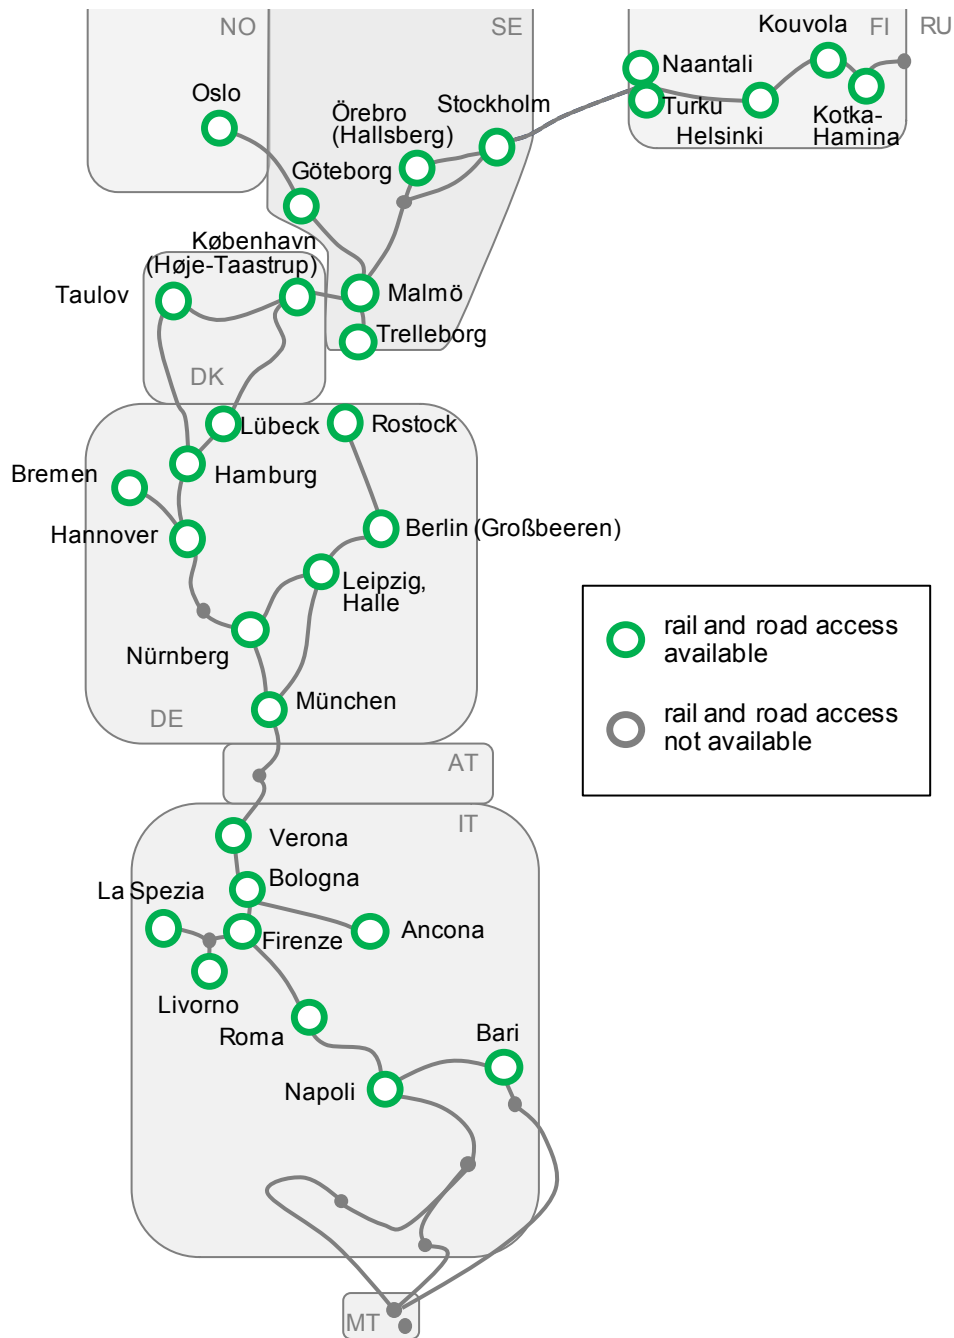 NO
SE
Kouvola
FI
RU
Naantali
Oslo
Örebro
(Hallsberg)
Stockholm
Turku
Helsinki
Kotka-
Hamina
Göteborg
København
(Høje-Taastrup)
Taulov
Malmö
Trelleborg
DK
Lübeck
Rostock
Bremen
Hamburg
Hannover
Berlin (Großbeeren)
Leipzig,
Halle
Nürnberg
München
DE
rail and road access
available
rail and road access
not available
AT
IT
Verona
Bologna
La Spezia
Firenze
Ancona
Livorno
Roma
Bari
Napoli
MT